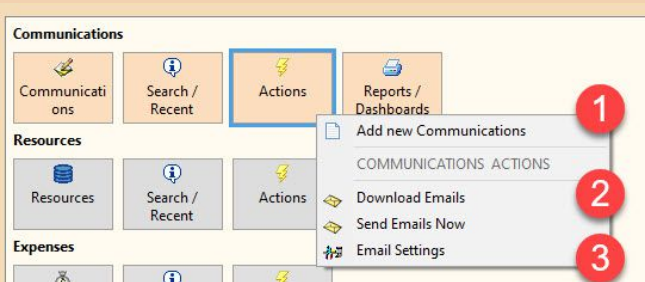 Communications
Communicati
ons
Search /
Recent
Actions
Reports /
Dashboards
1
Add new Communications
Resources
COMMUNICATIONS ACTIONS
Resources
Search /
Recent
Actions
Download Emails
2
Send Emails Now
Expenses
Email Settings
3